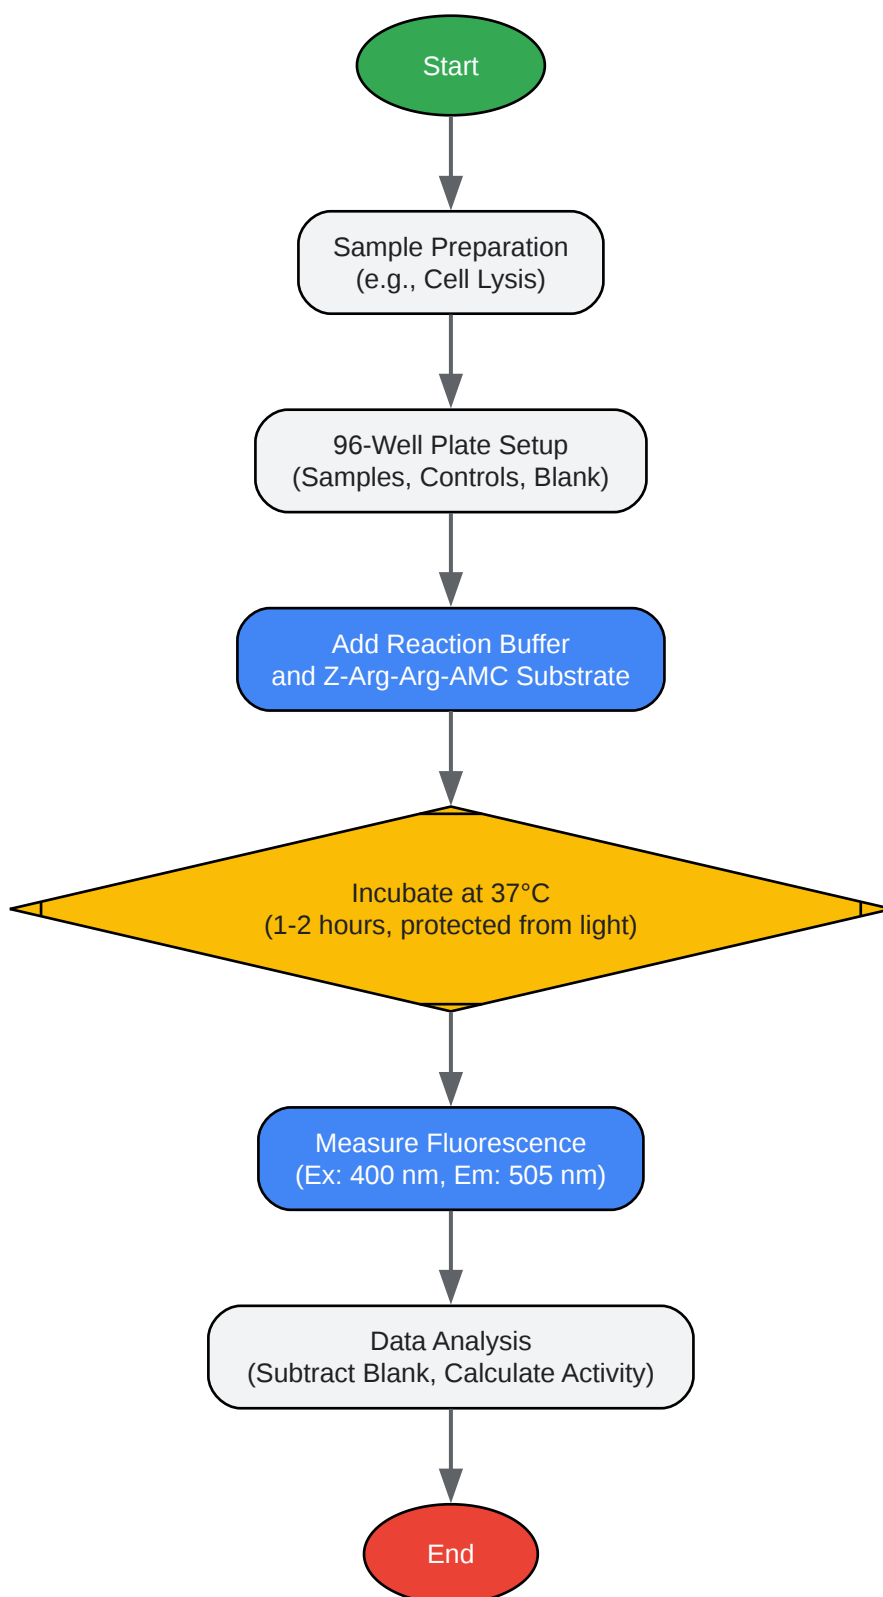 Start
Sample Preparation
(e.g., Cell Lysis)
96-Well Plate Setup
(Samples, Controls, Blank)
Add Reaction Buffer
and Z-Arg-Arg-AMC Substrate
Incubate at 37°C
(1-2 hours, protected from light)
Measure Fluorescence
(Ex: 400 nm, Em: 505 nm)
Data Analysis
(Subtract Blank, Calculate Activity)
End